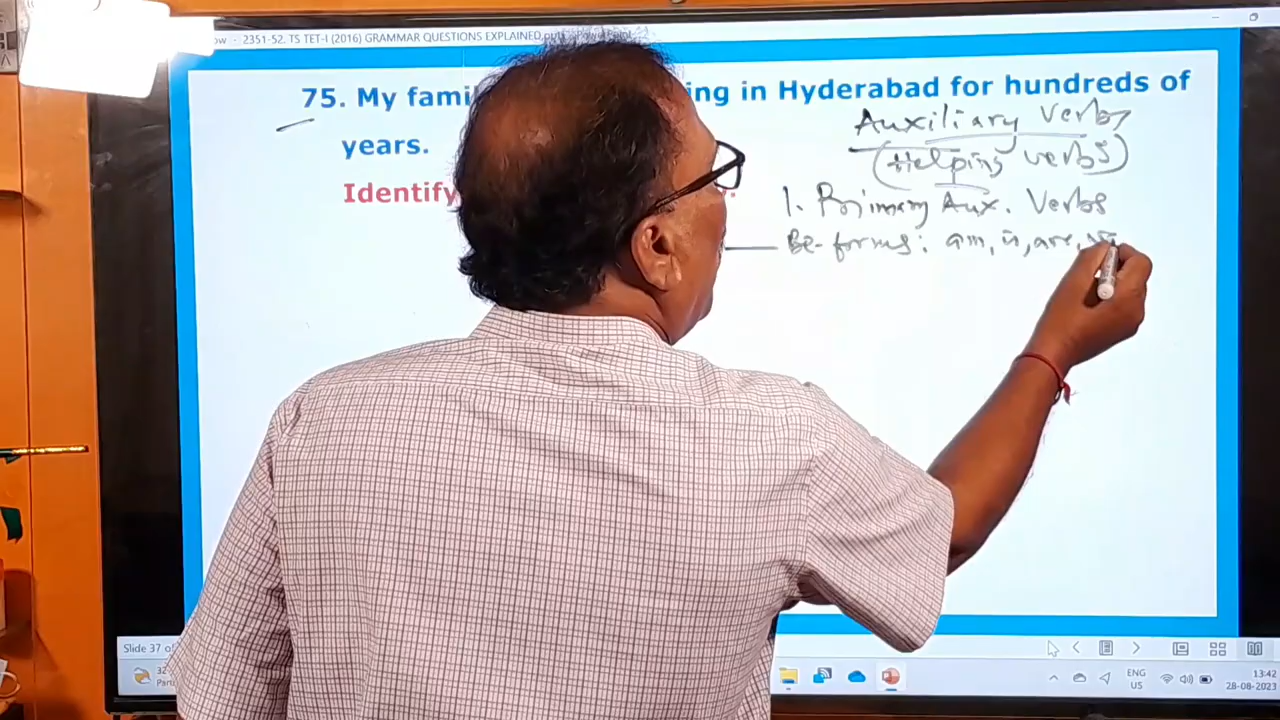 2351-52. TS TET-I (2016) GRAMMAR QUESTIONS EXPLAINED.pptx - PowerPoint
75. My fami ing in Hyderabad for hundreds of
years.
Auxiliary verbs
(Helping verbs)
Identify
1. Primary Aux. Verbs
Be-forms: am, is, are,
Slide 37 of
ENG
US
13:42
28-08-2023